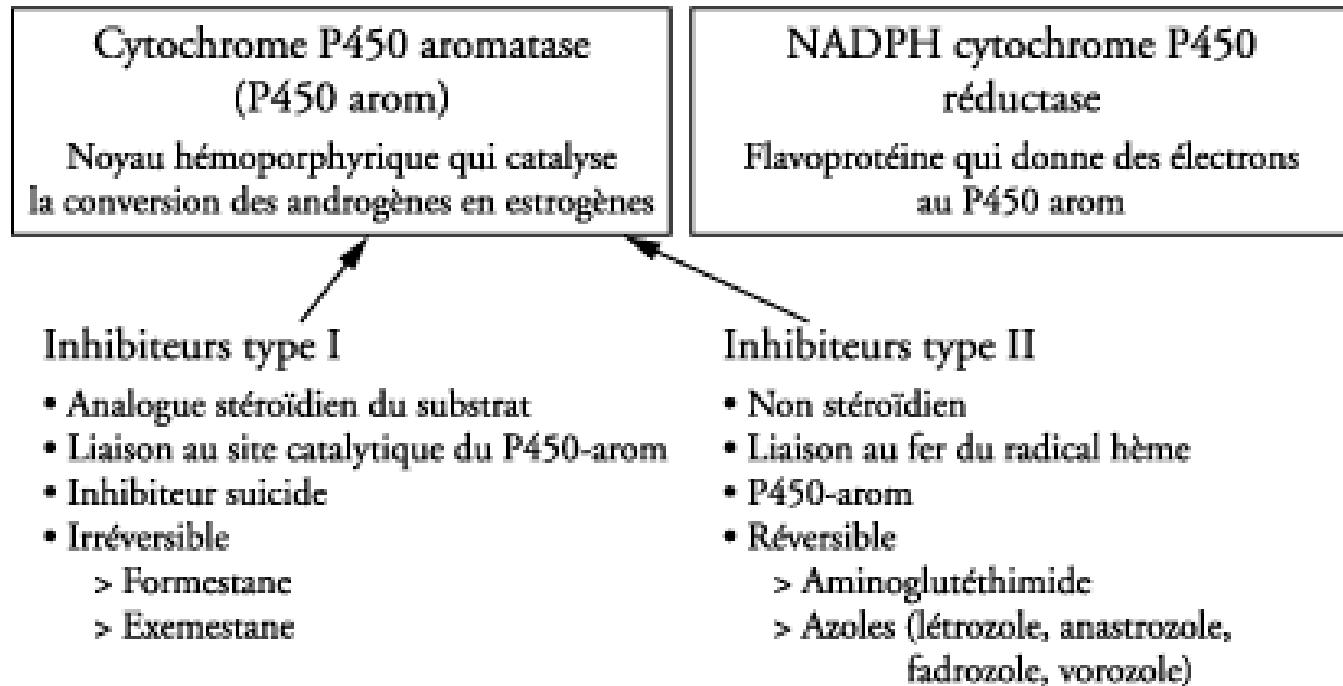 Cytochrome P450 aromatase
(P450 arom)
Noyau hémoporphyrique qui catalyse
la conversion des androgènes en estrogènes
NADPH cytochrome P450
réductase
Flavoprotéine qui donne des électrons
au P450 arom
Inhibiteurs type I
• Analogue stéroïdien du substrat
• Liaison au site catalytique du P450-arom
• Inhibiteur suicide
• Irréversible
> Formestane
> Exemestane
Inhibiteurs type II
• Non stéroïdien
• Liaison au fer du radical hème
• P450-arom
• Réversible
> Aminoglutéthimide
> Azoles (létrozole, anastrozole,
fadrozole, vorozole)